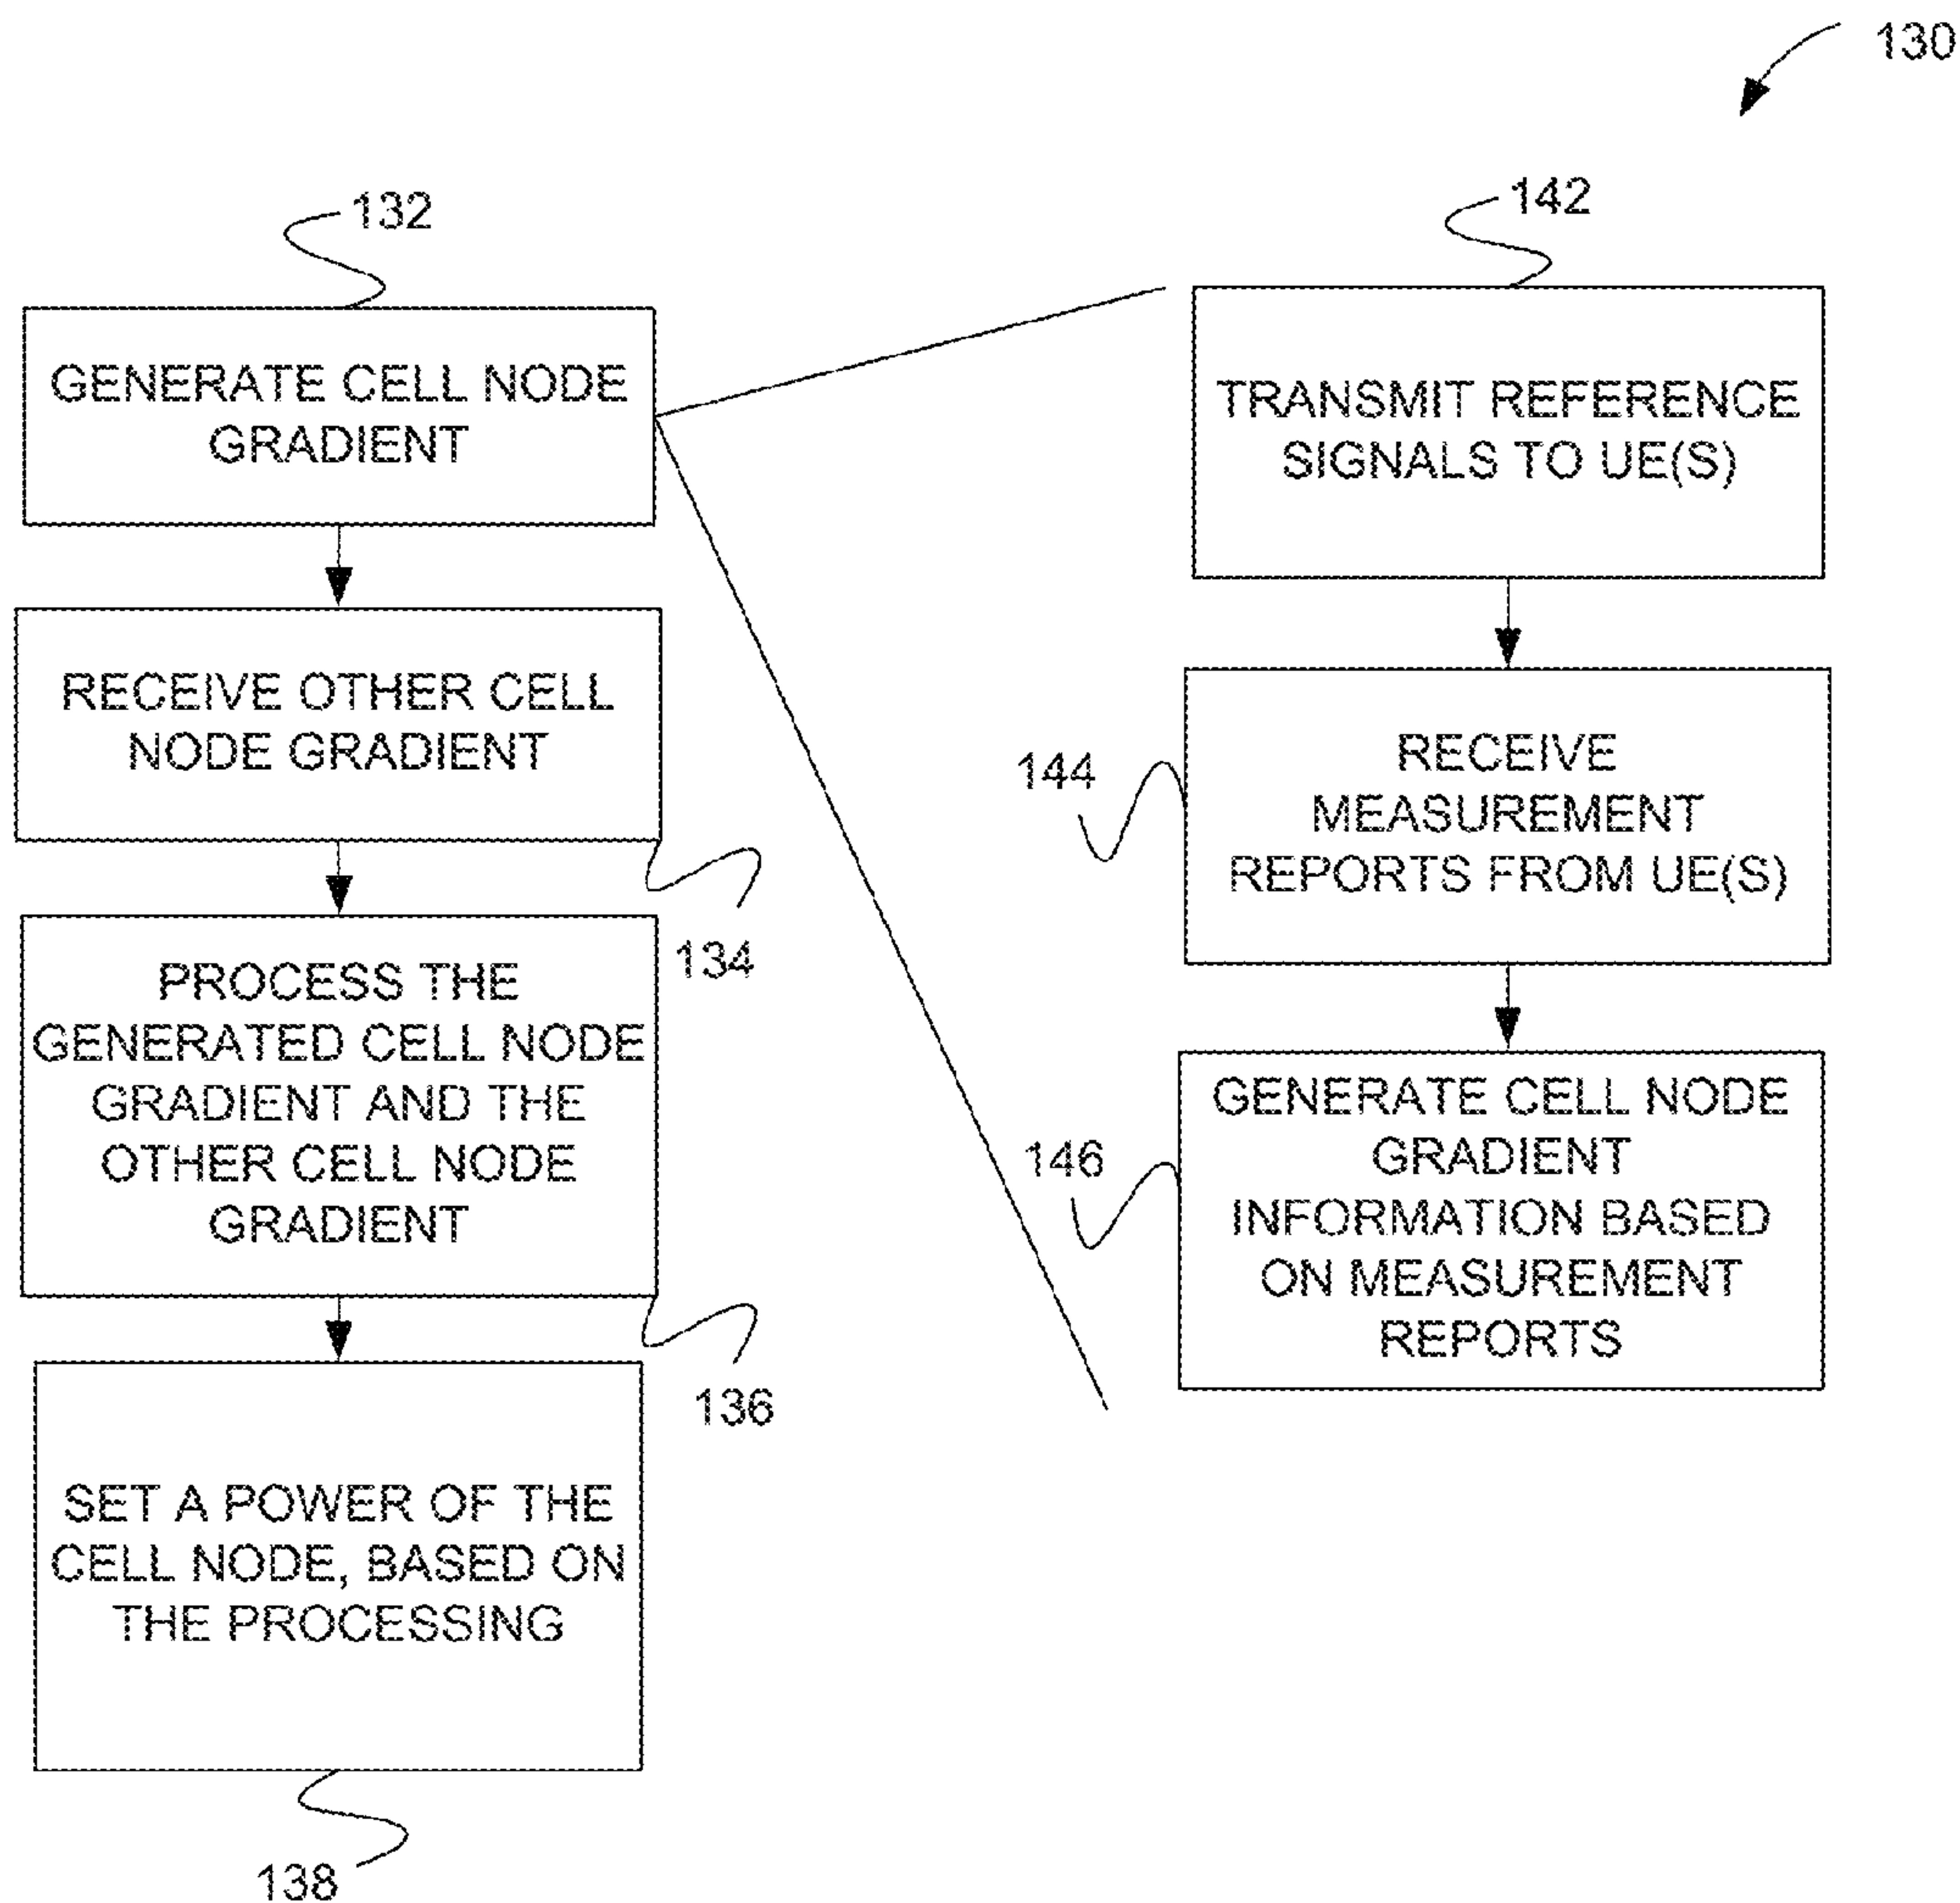 130
132
GENERATE CELL NODE
GRADIENT
RECEIVE OTHER CELL
NODE GRADIENT
134
PROCESS THE
GENERATED CELL NODE
GRADIENT AND THE
OTHER CELL NODE
GRADIENT
136
SET A POWER OF THE
CELL NODE, BASED ON
THE PROCESSING
138
142
TRANSMIT REFERENCE
SIGNALS TO UE(S)
144
RECEIVE
MEASUREMENT
REPORTS FROM UE(S)
146
GENERATE CELL NODE
GRADIENT
INFORMATION BASED
ON MEASUREMENT
REPORTS